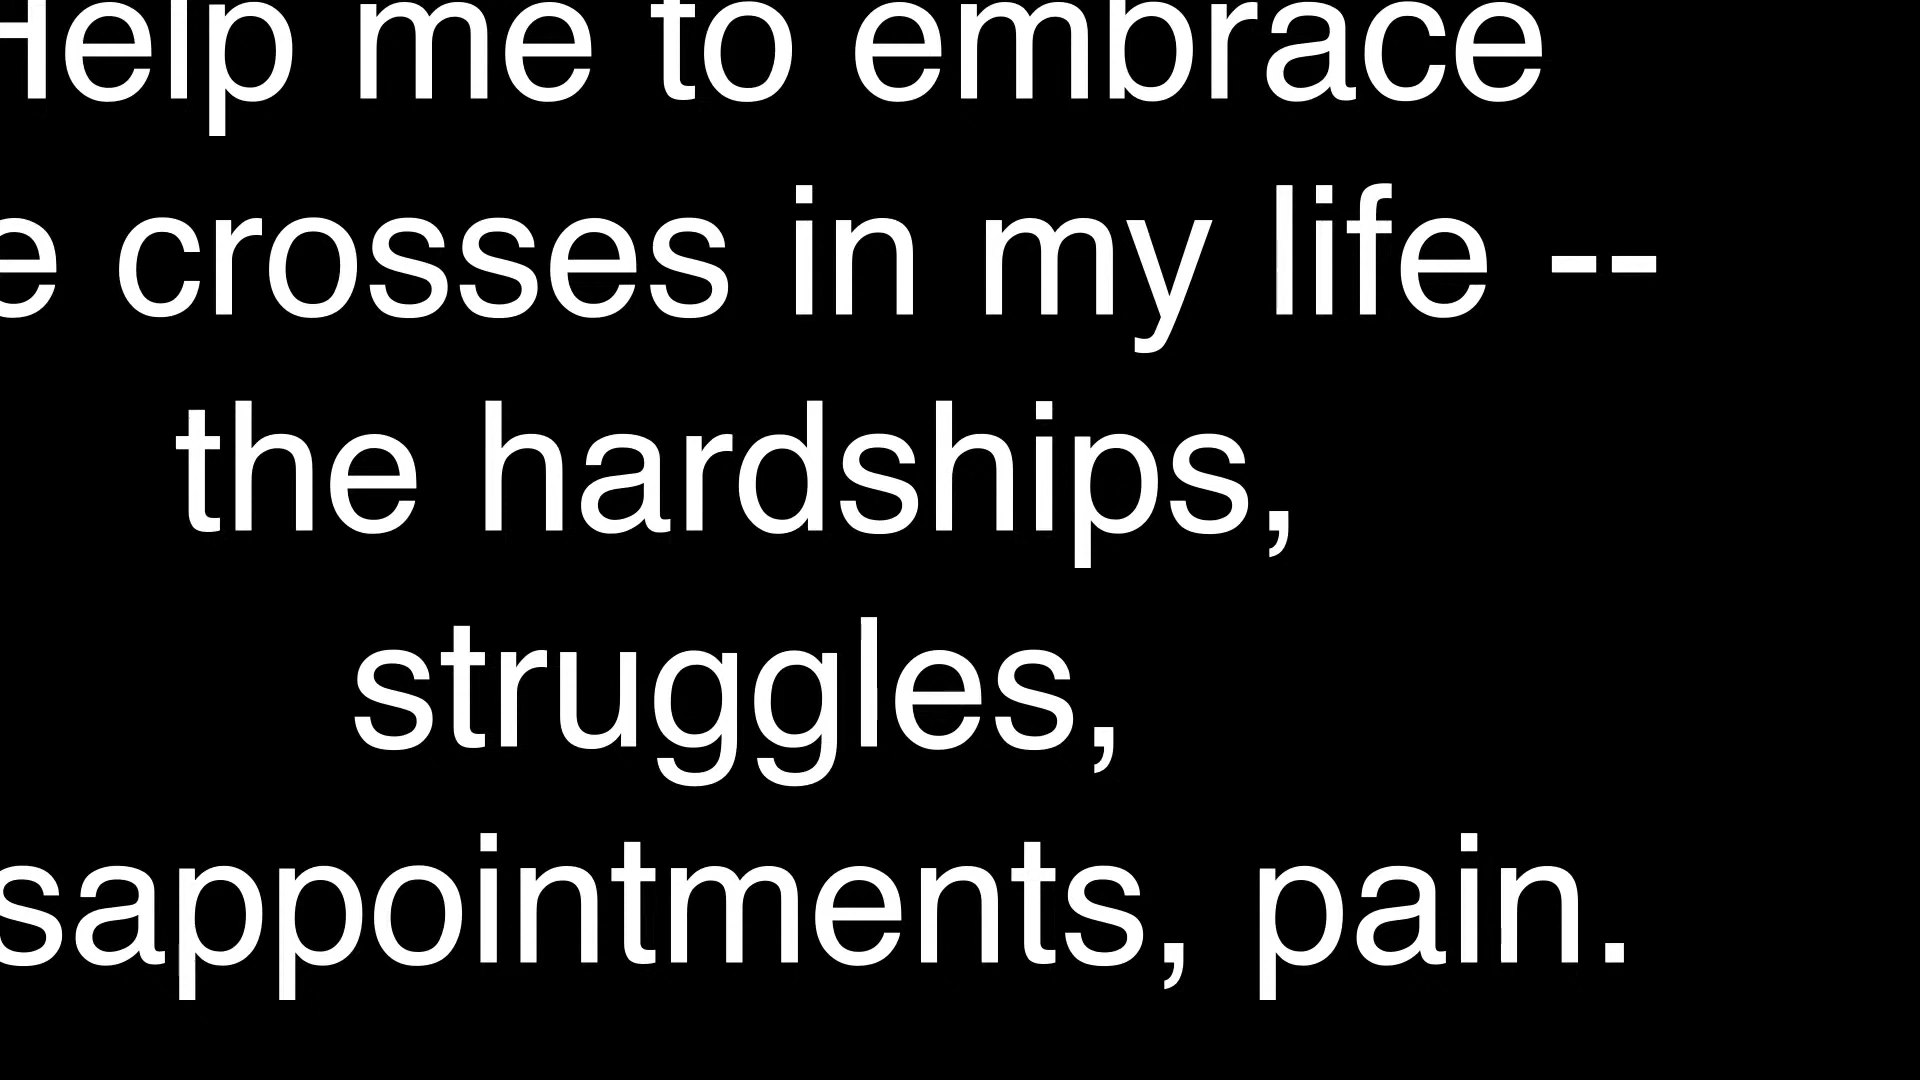 Help me to embrace
e crosses in my life --
the hardships,
struggles,
sappointments, pain.